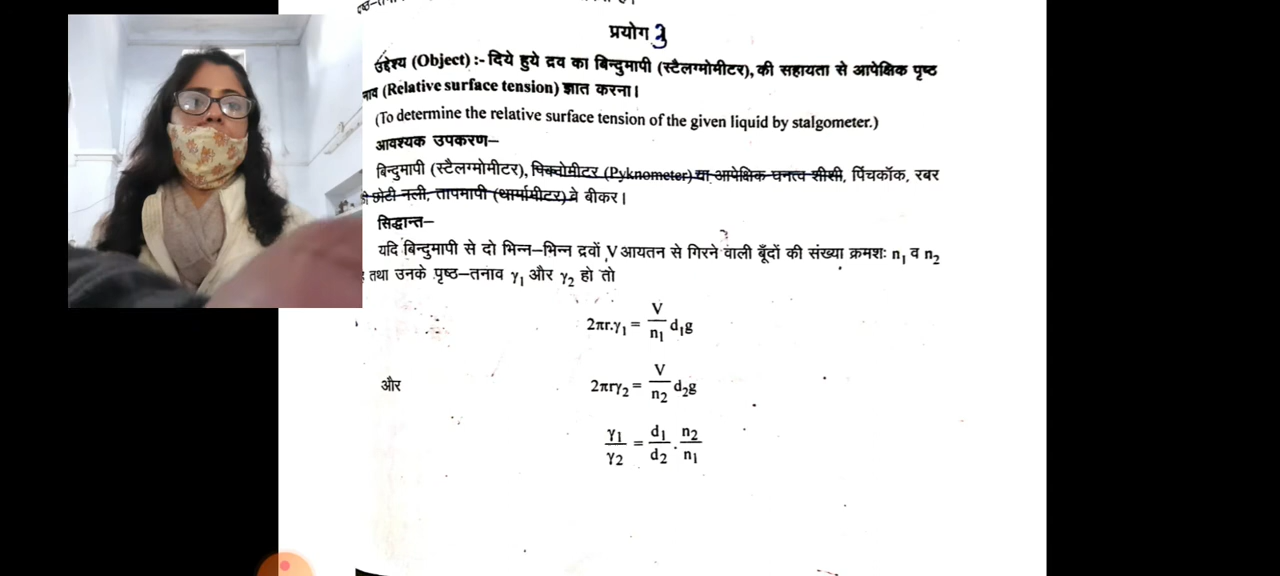 प्रयोग 3
उद्देश्य (Object) :- दिये हुये द्रव का बिन्दुमापी (स्टैलग्मोमीटर), की सहायता से आपेक्षिक पृष्ठ
नाव (Relative surface tension) ज्ञात करना।
(To determine the relative surface tension of the given liquid by stalgometer.)
आवश्यक उपकरण–
बिन्दुमापी (स्टैलग्मोमीटर), पिक्नोमीटर (Pyknometer) या आपेक्षिक घनत्व शीसी, पिंचकॉक, रबर
छोटी नली, तापमापी (थार्मामीटर) वे बीकर।
सिद्धान्त–
यदि बिन्दुमापी से दो भिन्न–भिन्न द्रवों V आयतन से गिरने वाली बूँदों की संख्या क्रमशः n₁ व n₂
तथा उनके पृष्ठ–तनाव γ₁ और γ₂ हो तो
2πr.γ₁ = V/n₁ d₁g
और 2πrγ₂ = V/n₂ d₂g
γ₁/γ₂ = d₁/d₂ . n₂/n₁